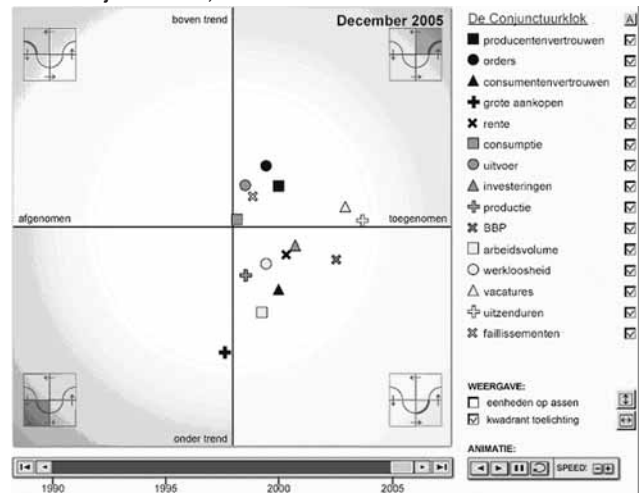 boven trend
December 2005
afgenomen
toegenomen
onder trend
1990
1995
2000
2005
De Conjunctuurklok
A
producentenvertrouwen
orders
consumentenvertrouwen
grote aankopen
rente
consumptie
uitvoer
investeringen
productie
BBP
arbeidsvolume
werkloosheid
vacatures
uitzenduren
faillissementen
WEERGAVE:
eenheden op assen
kwadrant toelichting
ANIMATIE:
SPEED: